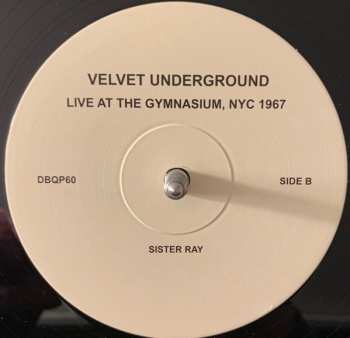 VELVET UNDERGROUND
LIVE AT THE GYMNASIUM, NYC 1967
DBQP60
SIDE B
SISTER RAY